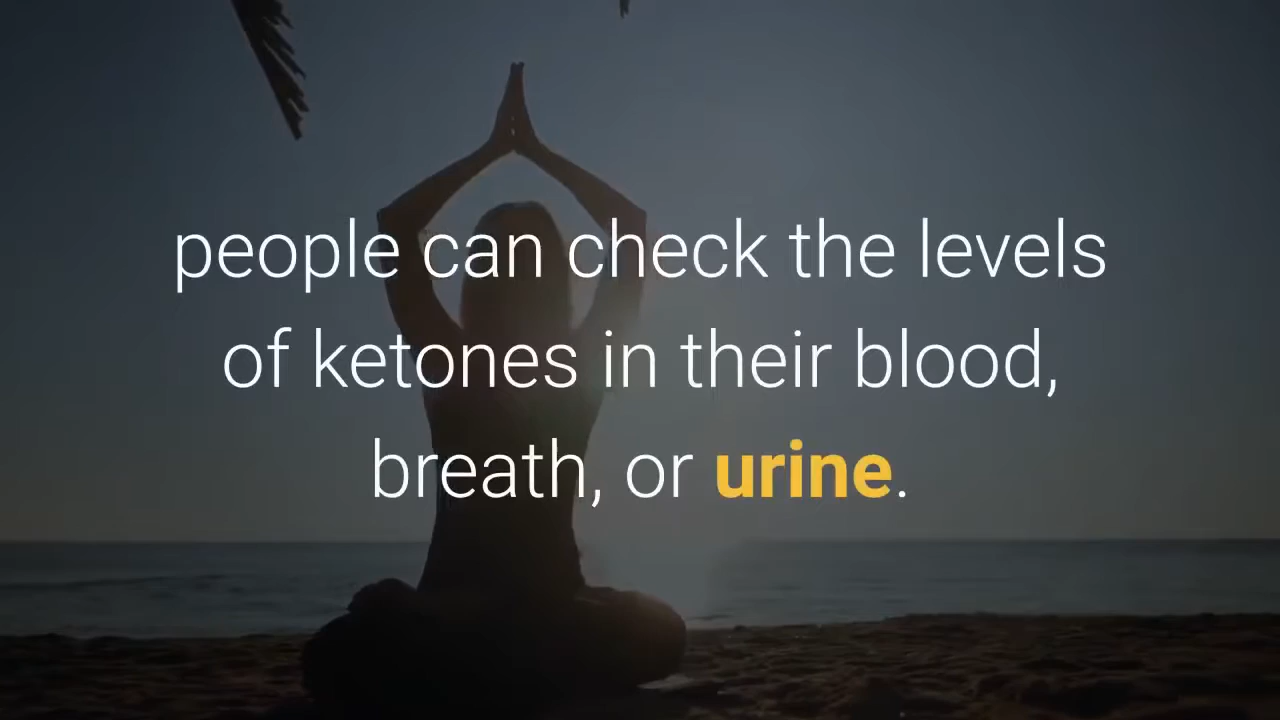 people can check the levels
of ketones in their blood,
breath, or urine.